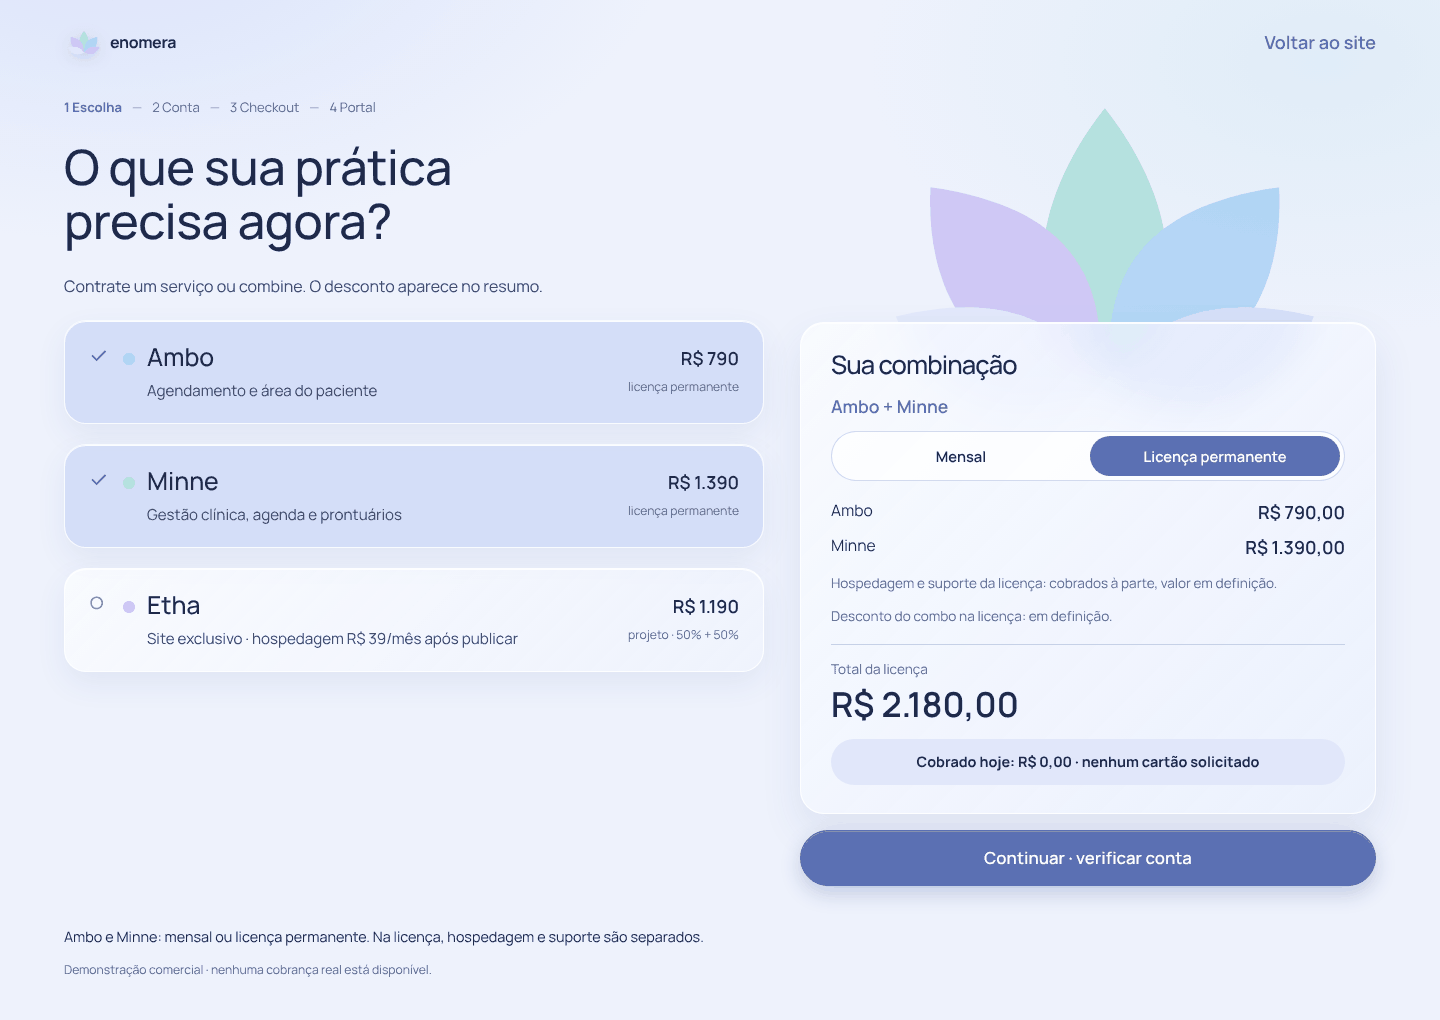 enomera
Voltar ao site
1 Escolha — 2 Conta — 3 Checkout — 4 Portal
O que sua prática
precisa agora?
Contrate um serviço ou combine. O desconto aparece no resumo.
Ambo
R$ 790
Agendamento e área do paciente
licença permanente
Minne
R$ 1.390
Gestão clínica, agenda e prontuários
licença permanente
Etha
R$ 1.190
Site exclusivo · hospedagem R$ 39/mês após publicar
projeto · 50% + 50%
Sua combinação
Ambo + Minne
Mensal
Licença permanente
Ambo
R$ 790,00
Minne
R$ 1.390,00
Hospedagem e suporte da licença: cobrados à parte, valor em definição.
Desconto do combo na licença: em definição.
Total da licença
R$ 2.180,00
Cobrado hoje: R$ 0,00 · nenhum cartão solicitado
Continuar · verificar conta
Ambo e Minne: mensal ou licença permanente. Na licença, hospedagem e suporte são separados.
Demonstração comercial · nenhuma cobrança real está disponível.